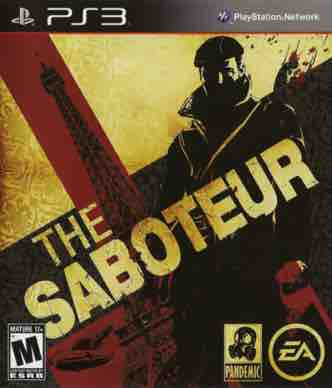 PS3
PlayStation Network
THE
SABOTEUR
MATURE 17+
M
ESRB
PANDEMIC
EA